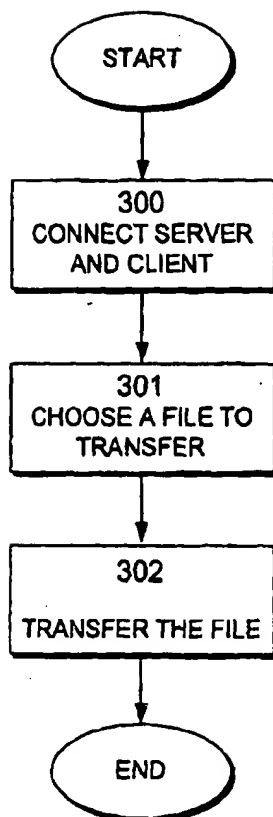 START
300
CONNECT SERVER
AND CLIENT
301
CHOOSE A FILE TO
TRANSFER
302
TRANSFER THE FILE
END